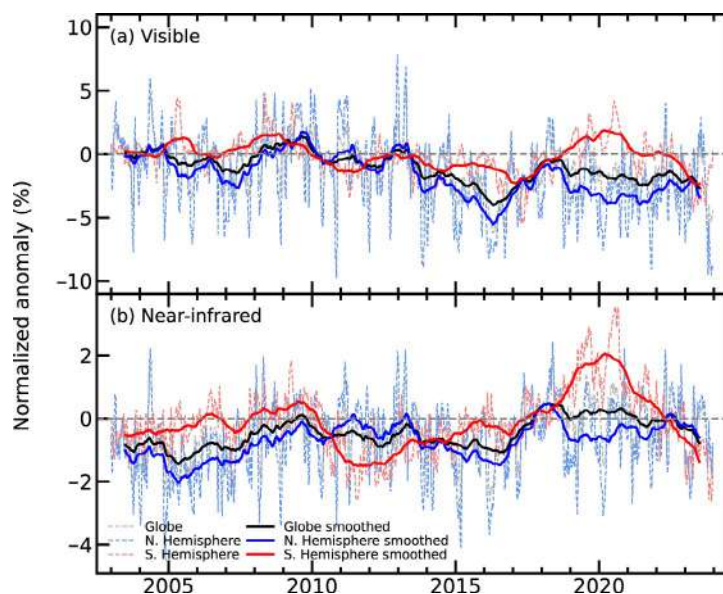 (a) Visible
10
5
0
−5
−10
Normalized anomaly (%)
(b) Near-infrared
2
0
−2
−4
Globe
N. Hemisphere
S. Hemisphere
Globe smoothed
N. Hemisphere smoothed
S. Hemisphere smoothed
2005 2010 2015 2020